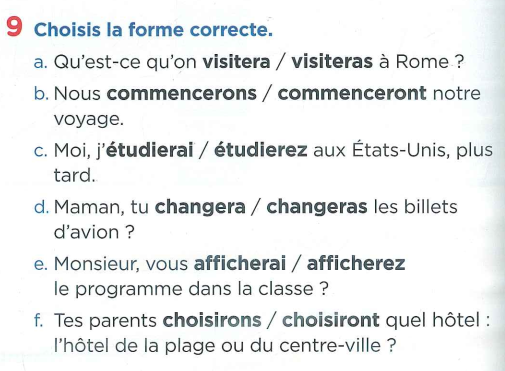 9 Choisis la forme correcte.
a. Qu'est-ce qu'on visitera / visiteras à Rome ?
b. Nous commencerons / commenceront notre
voyage.
c. Moi, j'étudierai / étudierez aux États-Unis, plus
tard.
d. Maman, tu changera / changeras les billets
d'avion ?
e. Monsieur, vous afficherai / afficherez
le programme dans la classe ?
f. Tes parents choisirons / choisiront quel hôtel :
l'hôtel de la plage ou du centre-ville ?